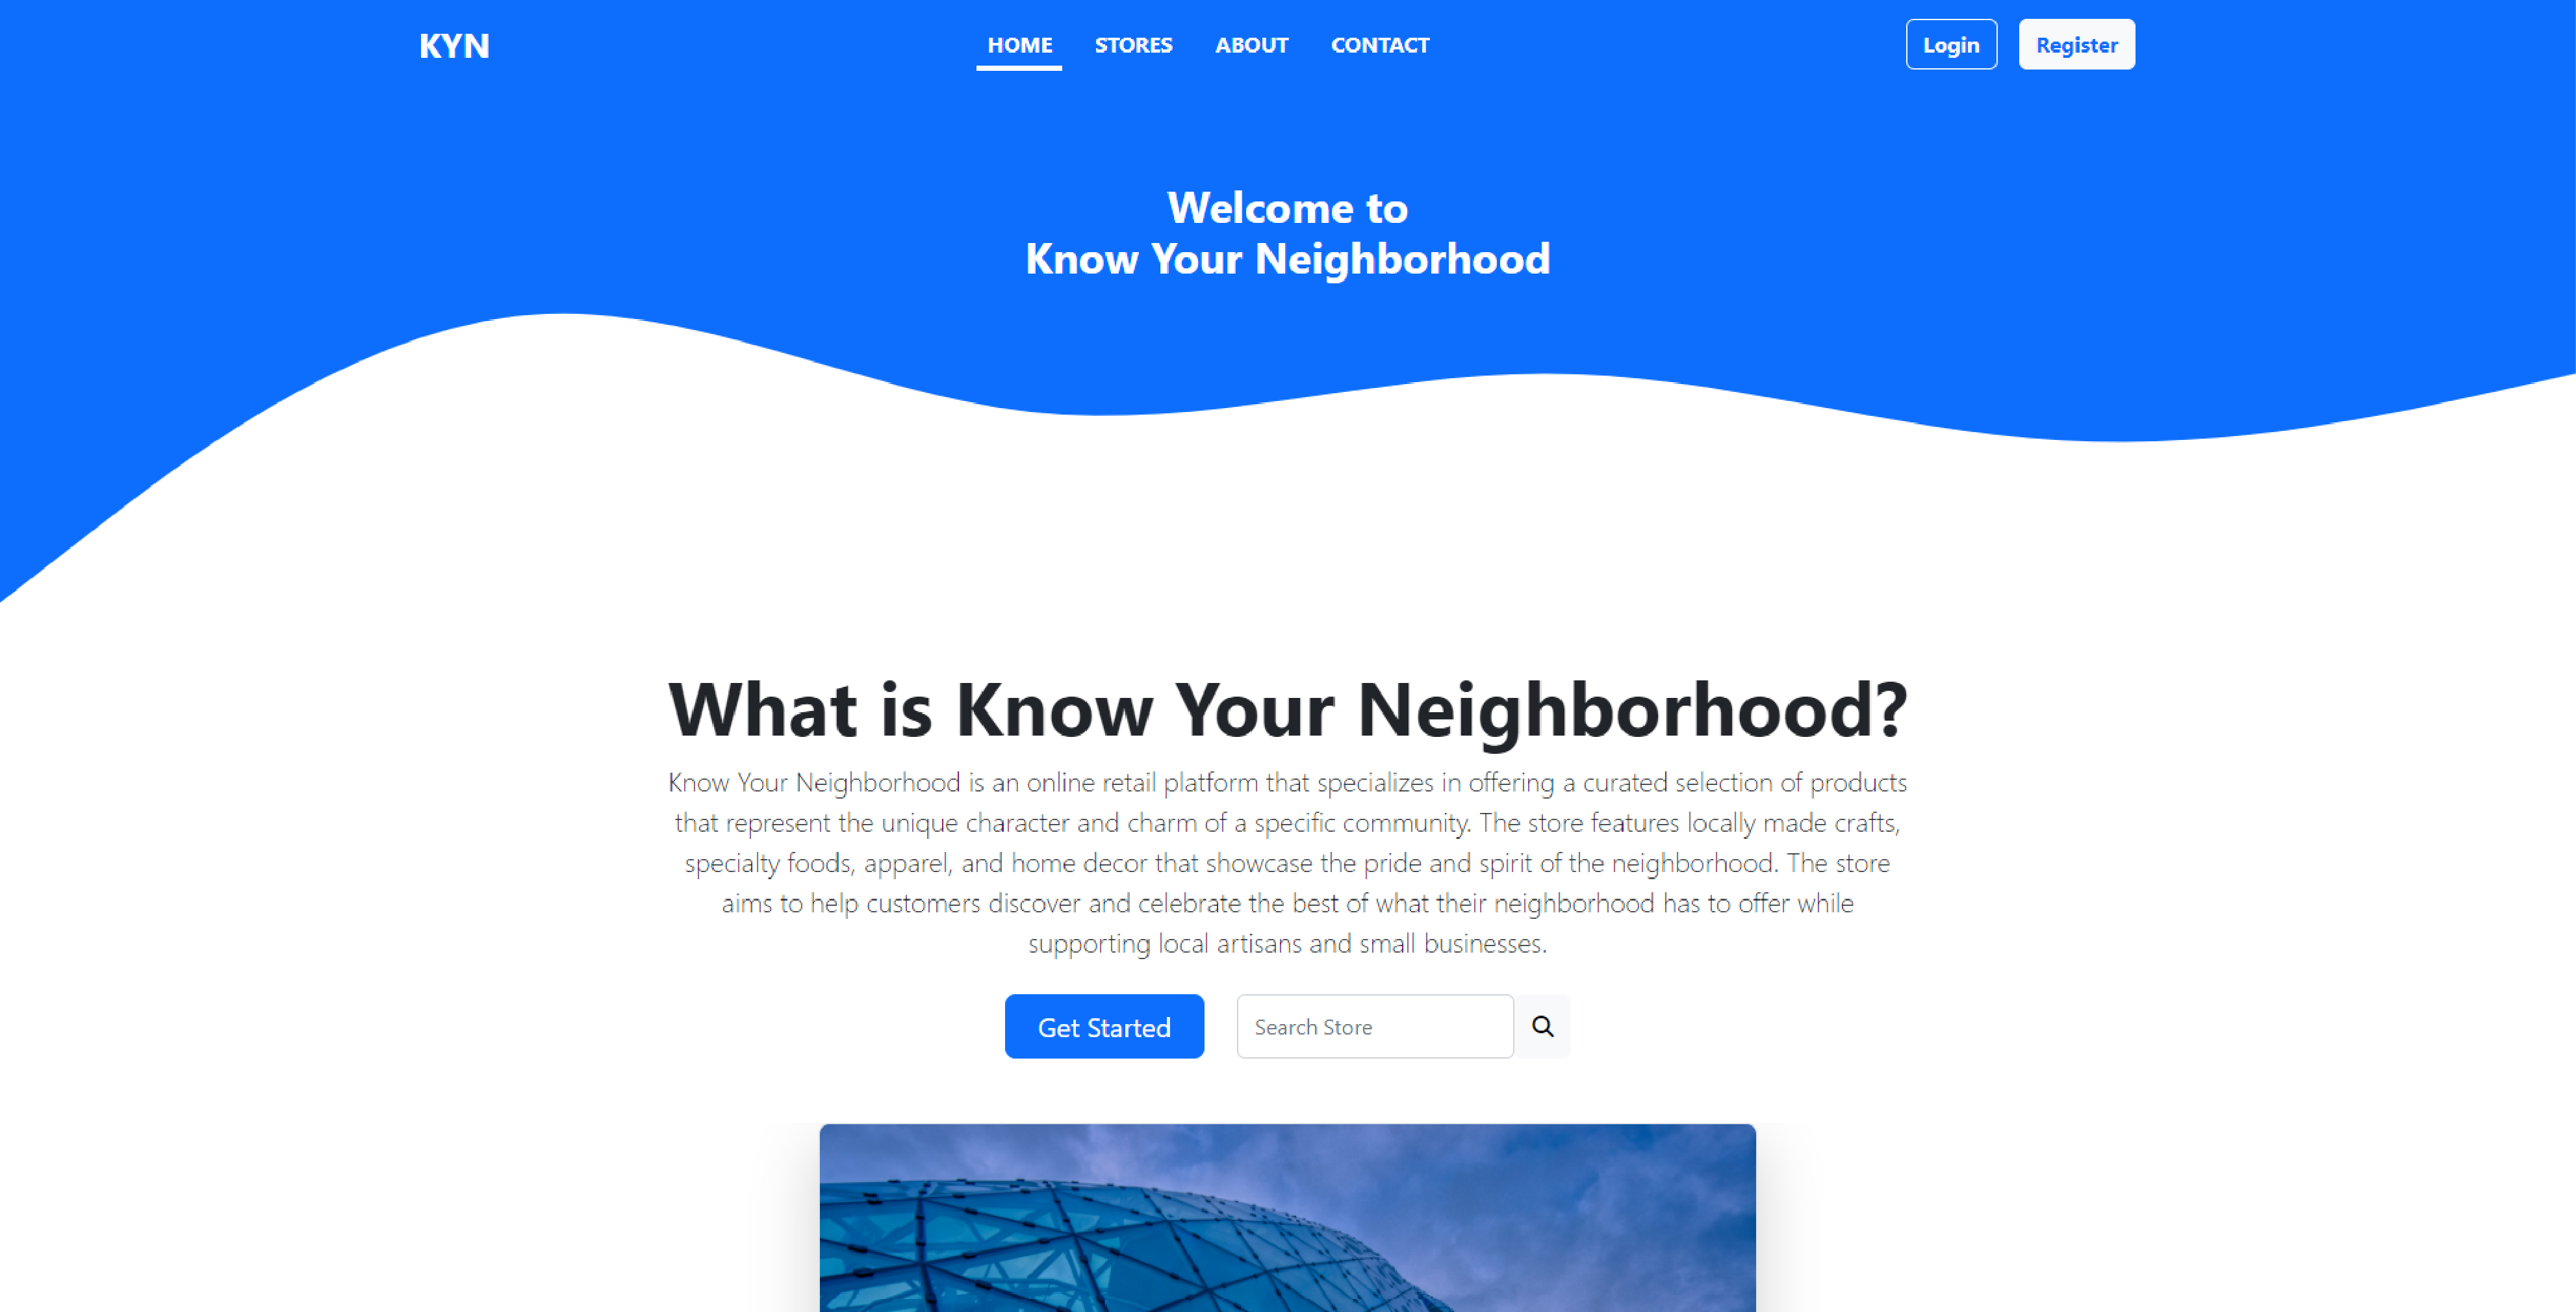 KYN
HOME STORES ABOUT CONTACT
Login Register
Welcome to
Know Your Neighborhood
What is Know Your Neighborhood?
Know Your Neighborhood is an online retail platform that specializes in offering a curated selection of products
that represent the unique character and charm of a specific community. The store features locally made crafts,
specialty foods, apparel, and home decor that showcase the pride and spirit of the neighborhood. The store
aims to help customers discover and celebrate the best of what their neighborhood has to offer while
supporting local artisans and small businesses.
Get Started
Search Store